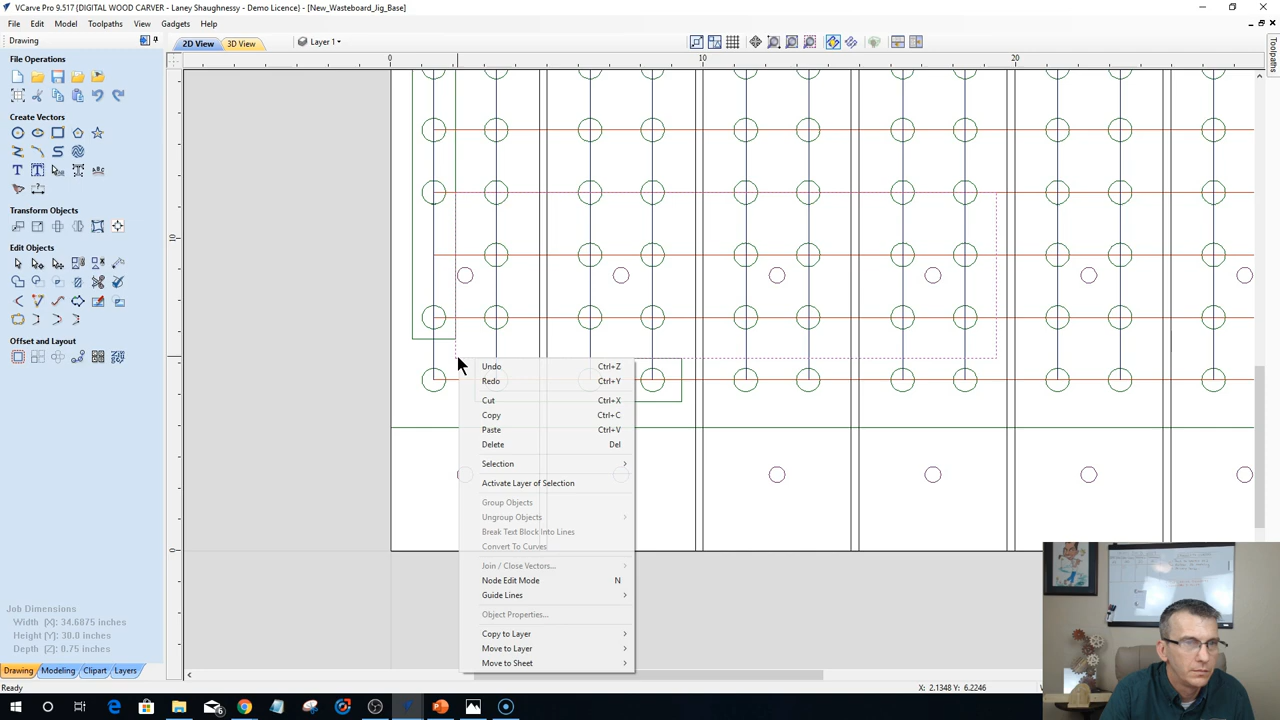 VCarve Pro 9.517 {DIGITAL WOOD CARVER - Laney Shaughnessy - Demo Licence} - [New_Wasteboard_Jig_Base]
File Edit Model Toolpaths View Gadgets Help
Drawing
2D View 3D View Layer 1
Toolpaths
0 10 20
File Operations
Create Vectors
Transform Objects
Edit Objects
Offset and Layout
10
0
Undo Ctrl+Z
Redo Ctrl+Y
Cut Ctrl+X
Copy Ctrl+C
Paste Ctrl+V
Delete Del
Selection
Activate Layer of Selection
Group Objects
Ungroup Objects
Break Text Block Into Lines
Convert To Curves
Join / Close Vectors...
Node Edit Mode N
Guide Lines
Object Properties...
Copy to Layer
Move to Layer
Move to Sheet
Job Dimensions
Width (X): 34.6875 inches
Height (Y): 30.0 inches
Depth (Z): 0.75 inches
Drawing Modeling Clipart Layers
Ready
X: 2.1348 Y: 6.2246